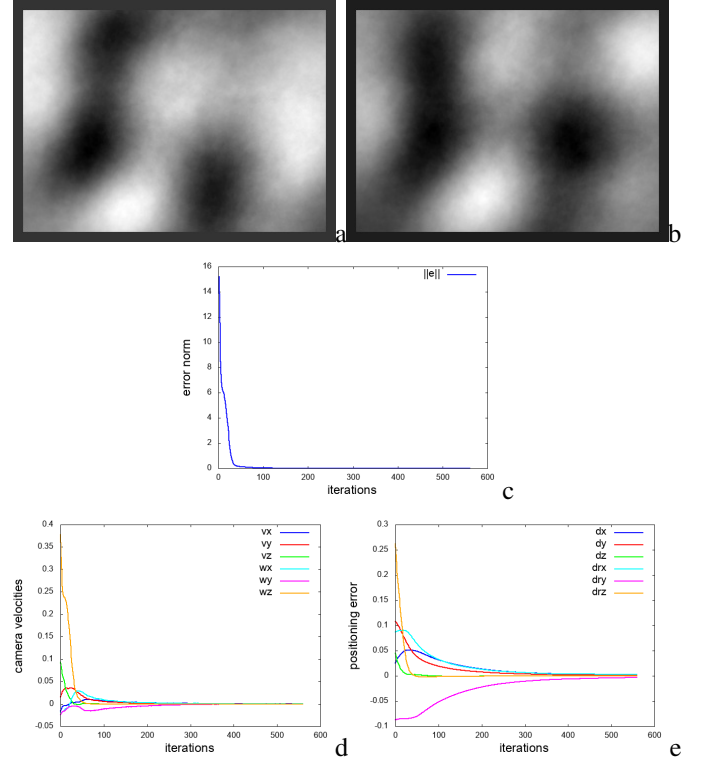 a
b
16
14
12
10
8
6
4
2
0
error norm
||e||
0 100 200 300 400 500 600
iterations
c
0.4
0.35
0.3
0.25
0.2
0.15
0.1
0.05
0
-0.05
camera velocities
vx
vy
vz
wx
wy
wz
0 100 200 300 400 500 600
iterations
d
0.3
0.25
0.2
0.15
0.1
0.05
0
-0.05
-0.1
positioning error
dx
dy
dz
drx
dry
drz
0 100 200 300 400 500 600
iterations
e